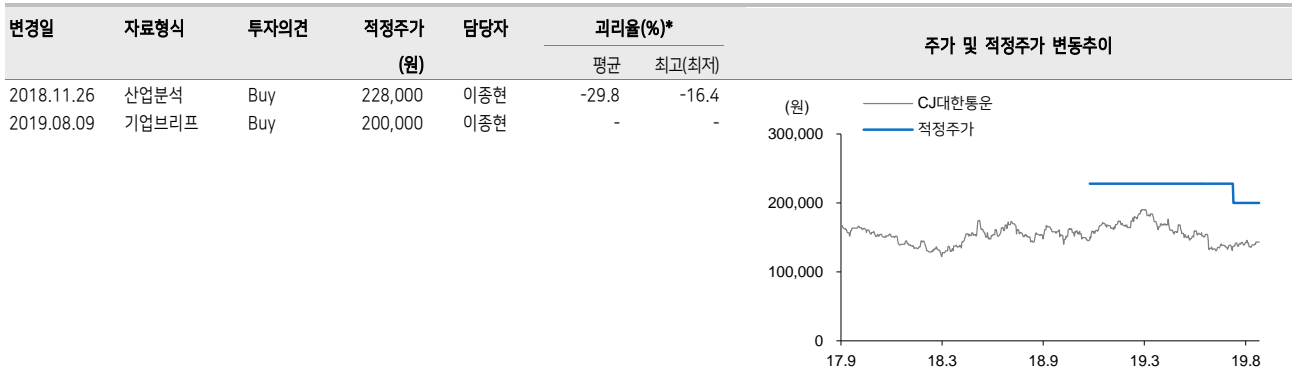 변경일 자료형식 투자의견 적정주가 담당자 괴리율(%)*
(원) 평균 최고(최저)
2018.11.26 산업분석 Buy 228,000 이종현 -29.8 -16.4
2019.08.09 기업브리프 Buy 200,000 이종현 - -
주가 및 적정주가 변동추이
(원)
CJ대한통운
적정주가
300,000
200,000
100,000
0
17.9 18.3 18.9 19.3 19.8